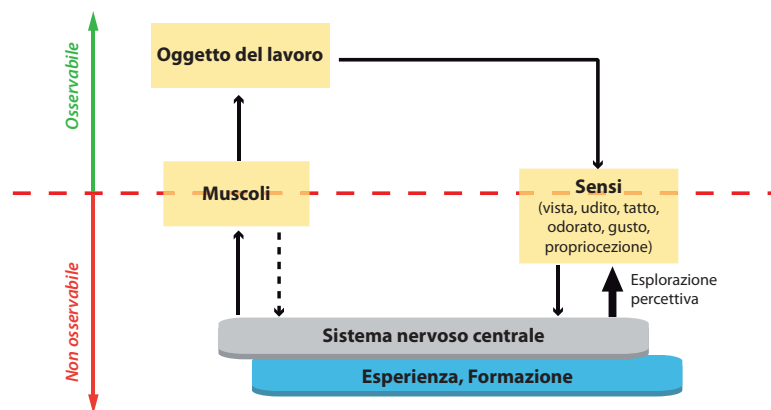 Osservabile
Non osservabile
Oggetto del lavoro
Muscoli
Sensi
(vista, udito, tatto,
odorato, gusto,
propriocezione)
Esplorazione
percettiva
Sistema nervoso centrale
Esperienza, Formazione